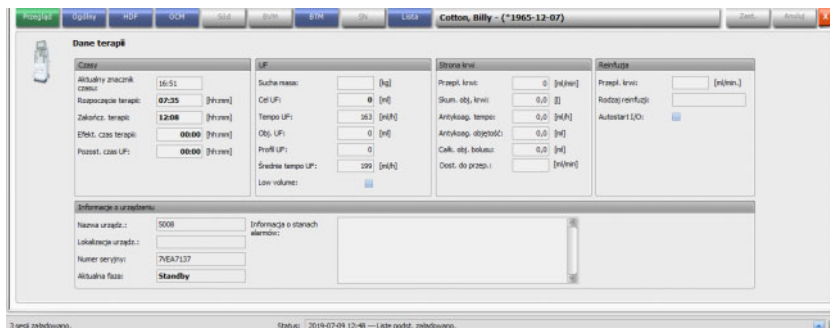 Przegląd Ogólny HDF OCM Sód BVM BTM SN Lista Cotton, Billy - (*1965-12-07) Zast. Anuluj X
Dane terapii
Czasy UF Strona krwi Reinfuzja
Aktualny znacznik czasu: 16:51 Sucha masa: [kg] Przepł. krwi: 0 [ml/min] Przepł. krwi: [ml/min.]
Rozpoczęcie terapii: 07:35 [hh:mm] Cel UF: 0 [ml] Skum. obj. krwi: 0,0 [l] Rodzaj reinfuzji:
Zakończ. terapii: 12:08 [hh:mm] Tempo UF: 163 [ml/h] Antykoag. tempo: 0,0 [ml/h] Autostart I/O:
Efekt. czas terapii: 00:00 [hh:mm] Obj. UF: 0 [ml] Antykoag. objętość: 0,0 [ml]
Pozost. czas UF: 00:00 [hh:mm] Profil UF: 0 Całk. obj. bolusu: 0,0 [ml]
Średnie tempo UF: 199 [ml/h] Dost. do przep.: [ml/min]
Low volume:
Informacje o urządzeniu
Nazwa urządz.: 5008 Informacja o stanach alarmów:
Lokalizacja urządz.:
Numer seryjny: 7VEA7137
Aktualna faza: Standby
3 sesji załadowano. Status: 2019-07-09 12:48 --- Liste podst. załadowano.